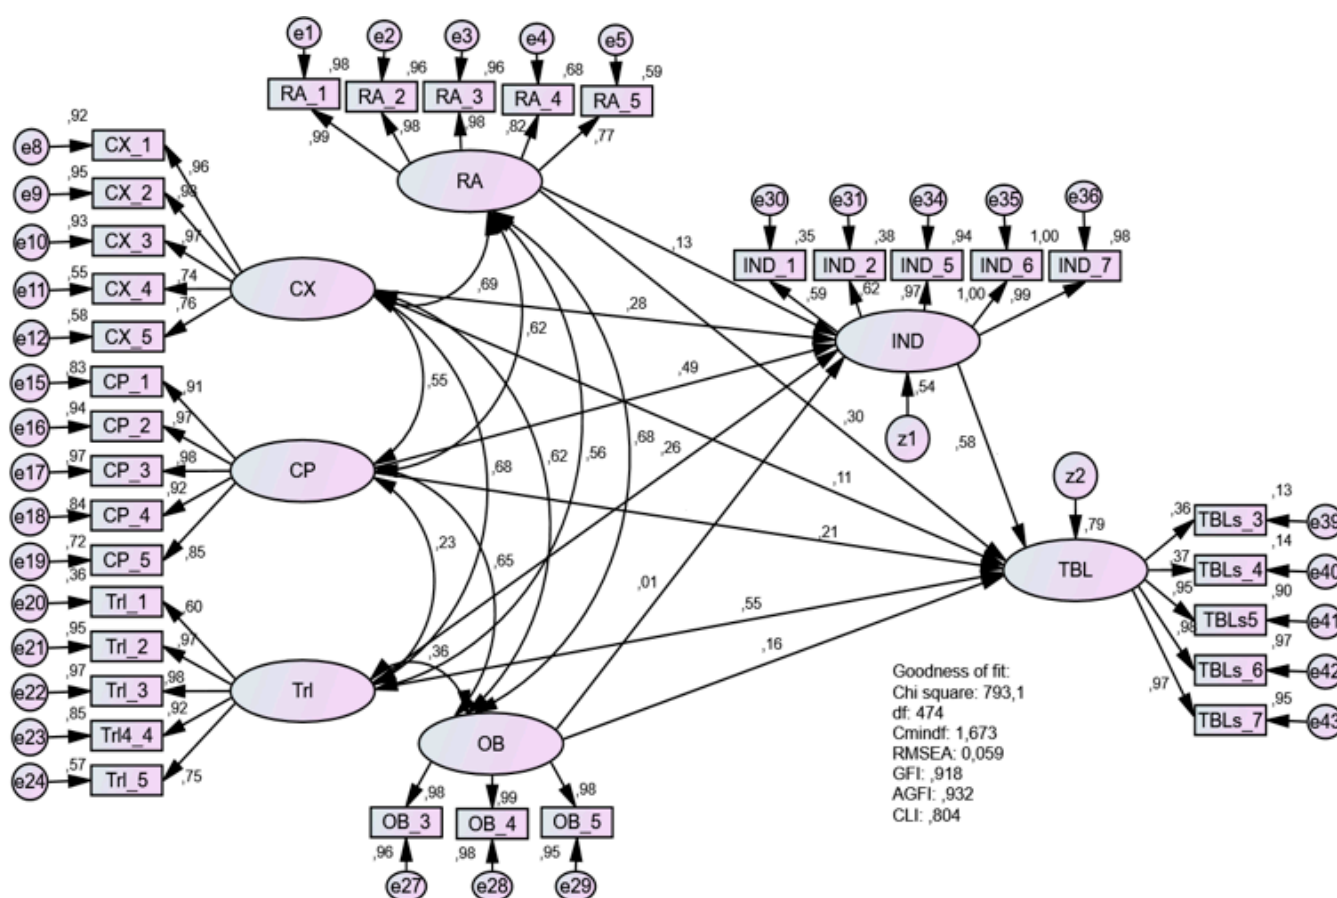 e1 e2 e3 e4 e5
,98 ,96 ,96 ,68 ,59
RA_1 RA_2 RA_3 RA_4 RA_5
,99 ,98 ,98 ,82 ,77
RA
,92
e8 CX_1 ,96
,95
e9 CX_2 ,98
,93
e10 CX_3 ,97
,55
e11 CX_4 ,74
,58
e12 CX_5 ,76
CX
,83
e15 CP_1 ,91
,94
e16 CP_2 ,97
,97
e17 CP_3 ,98
,84
e18 CP_4 ,92
,72
e19 CP_5 ,85
CP
,36
e20 Trl_1 ,60
,95
e21 Trl_2 ,97
,97
e22 Trl_3 ,98
,85
e23 Trl4_4 ,92
,57
e24 Trl_5 ,75
Trl
,69
,62
,55
,68
,62
,56
,68
,23
,65
,36
,13
,28
,49
,26
,01
,30
,11
,21
,55
,16
,58
e30 e31 e34 e35 e36
,35 ,38 ,94 1,00 ,98
IND_1 IND_2 IND_5 IND_6 IND_7
,59 ,62 ,97 1,00 ,99
IND
,54
z1
z2
,79
TBL
,36 TBLs_3 ,13 e39
,37 TBLs_4 ,14 e40
,95 TBLs5 ,90 e41
,98 TBLs_6 ,97 e42
,97 TBLs_7 ,95 e43
OB
,98 ,99 ,98
OB_3 OB_4 OB_5
,96 ,98 ,95
e27 e28 e29
Goodness of fit:
Chi square: 793,1
df: 474
Cmindf: 1,673
RMSEA: 0,059
GFI: ,918
AGFI: ,932
CLI: ,804